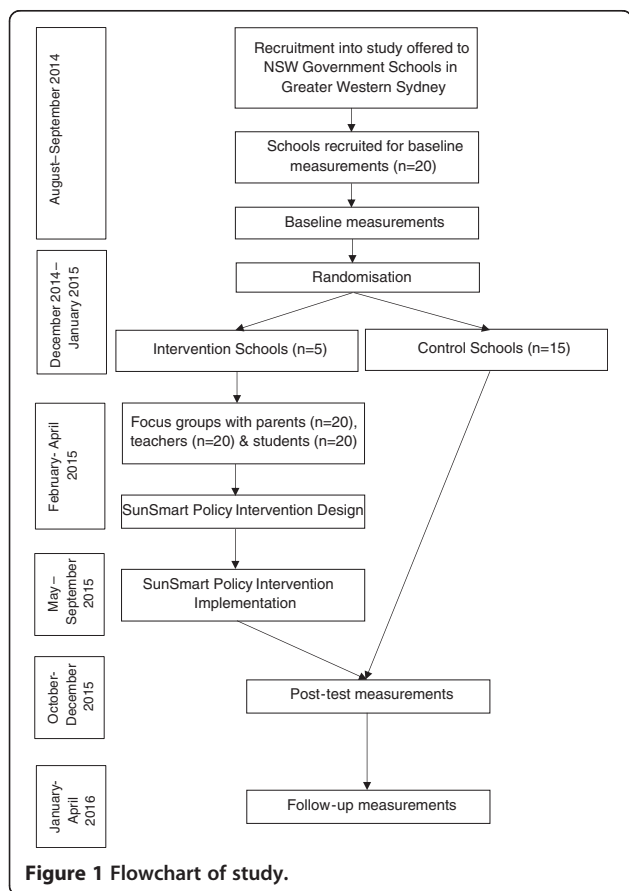 August–September 2014
Recruitment into study offered to
NSW Government Schools in
Greater Western Sydney
Schools recruited for baseline
measurements (n=20)
Baseline measurements
December 2014–
January 2015
Randomisation
Intervention Schools (n=5)
Control Schools (n=15)
February- April
2015
Focus groups with parents (n=20),
teachers (n=20) & students (n=20)
SunSmart Policy Intervention Design
May–
September
2015
SunSmart Policy Intervention
Implementation
October-
December
2015
Post-test measurements
January-
April
2016
Follow-up measurements
Figure 1 Flowchart of study.